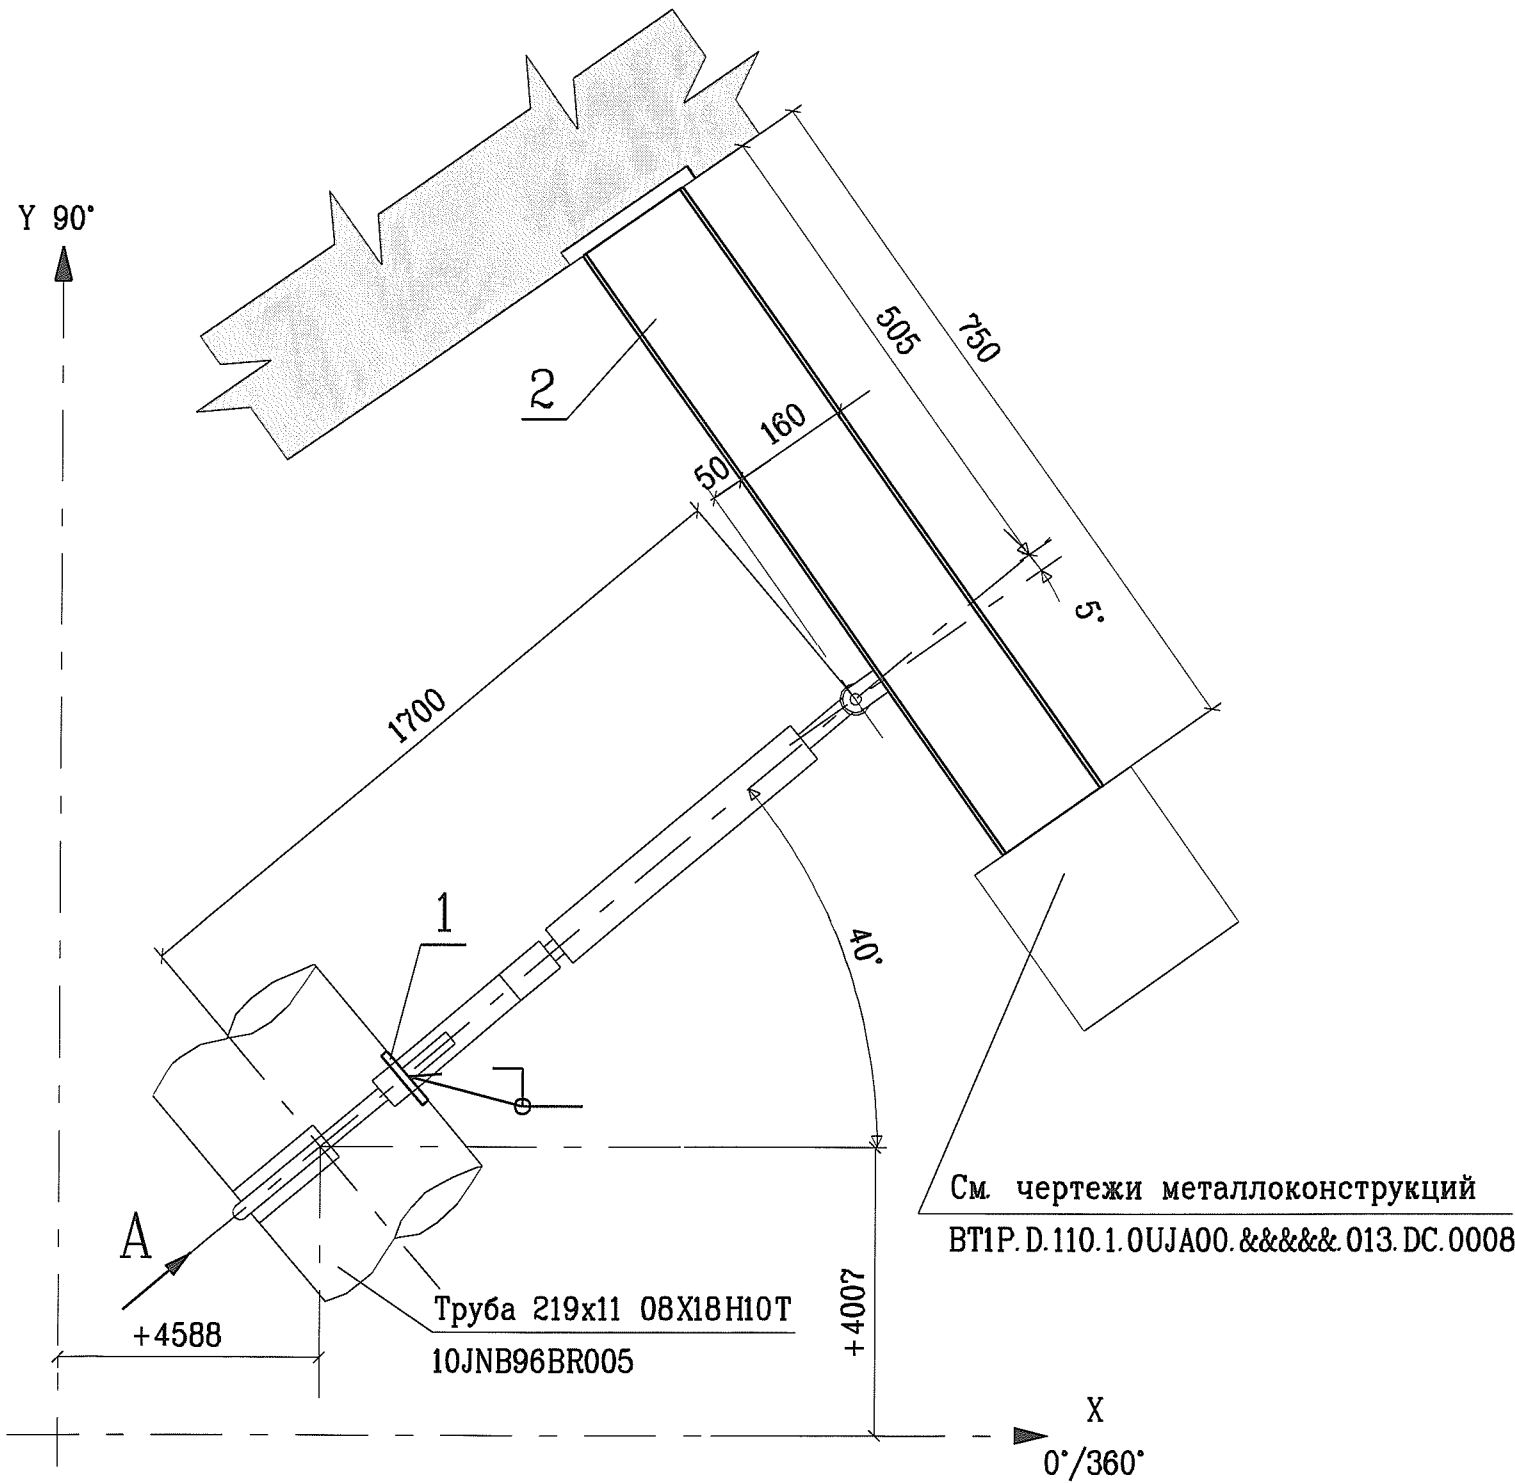 Y 90°
505
750
2
160
50
5°
1700
1
40°
См. чертежи металлоконструкций
BT1P.D.110.1.0UJA00.&&&&&.013.DC.0008
A
Труба 219x11 08X18H10T
10JNB96BR005
+4588
+4007
X
0°/360°